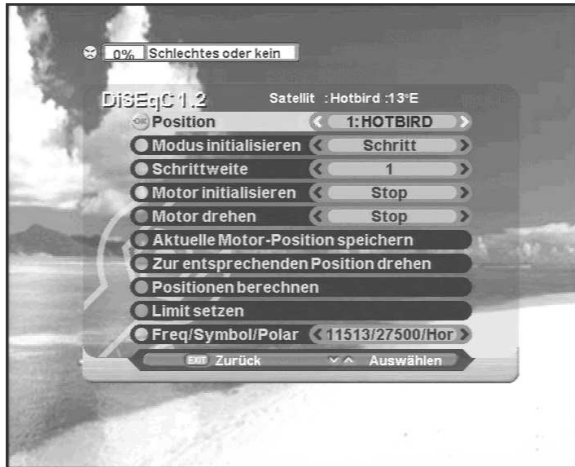 0% Schlechtes oder kein
DiSEqC 1.2 Satellit :Hotbird :13°E
OK Position 1:HOTBIRD
Modus initialisieren Schritt
Schrittweite 1
Motor initialisieren Stop
Motor drehen Stop
Aktuelle Motor-Position speichern
Zur entsprechenden Position drehen
Positionen berechnen
Limit setzen
Freq/Symbol/Polar 11513/27500/Hor
EXIT Zurück Auswählen